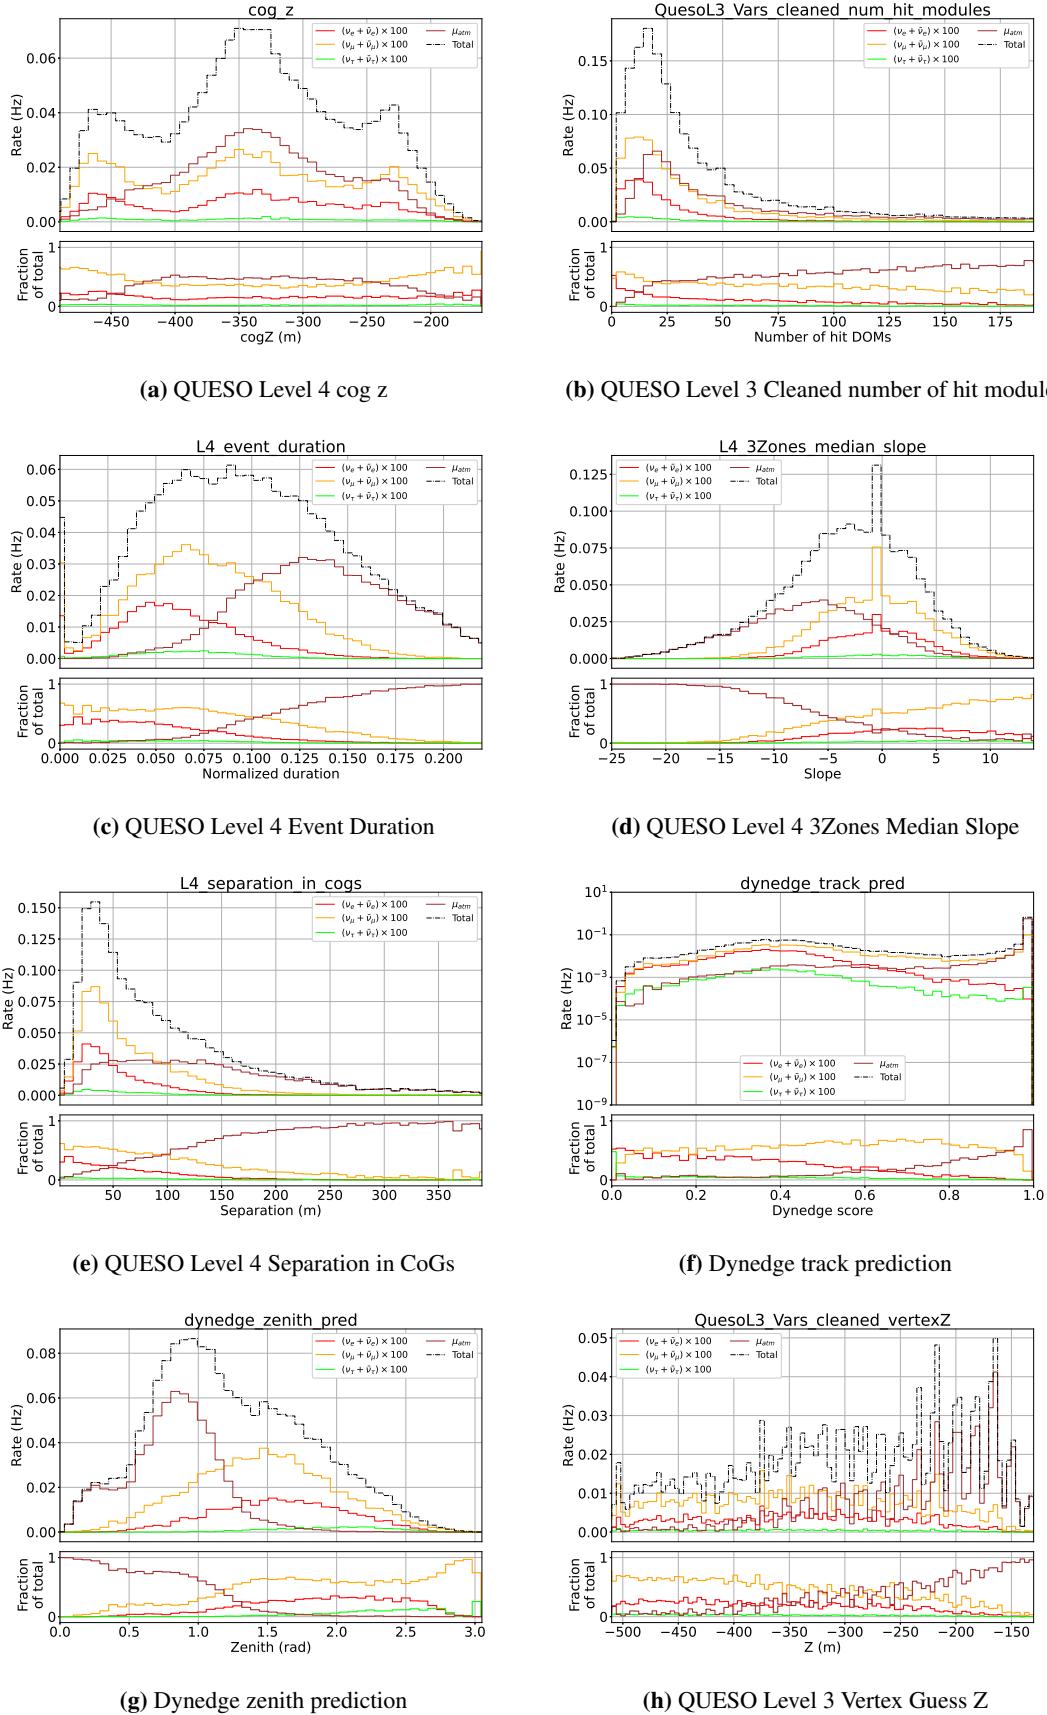 cog_z
QuesoL3_Vars_cleaned_num_hit_modules
(νe + ν̄e) × 100
(νμ + ν̄μ) × 100
(ντ + ν̄τ) × 100
μatm
Total
Rate (Hz)
0.06
0.04
0.02
0.00
Fraction
of total
1
0
−450
−400
−350
−300
−250
−200
cogZ (m)
(νe + ν̄e) × 100
(νμ + ν̄μ) × 100
(ντ + ν̄τ) × 100
μatm
Total
Rate (Hz)
0.15
0.10
0.05
0.00
Fraction
of total
1
0
0
25
50
75
100
125
150
175
Number of hit DOMs
(a) QUESO Level 4 cog z
(b) QUESO Level 3 Cleaned number of hit module
L4_event_duration
(νe + ν̄e) × 100
(νμ + ν̄μ) × 100
(ντ + ν̄τ) × 100
μatm
Total
Rate (Hz)
0.06
0.05
0.04
0.03
0.02
0.01
0.00
Fraction
of total
1
0
0.000
0.025
0.050
0.075
0.100
0.125
0.150
0.175
0.200
Normalized duration
L4_3Zones_median_slope
(νe + ν̄e) × 100
(νμ + ν̄μ) × 100
(ντ + ν̄τ) × 100
μatm
Total
Rate (Hz)
0.125
0.100
0.075
0.050
0.025
0.000
Fraction
of total
1
0
−25
−20
−15
−10
−5
0
5
10
Slope
(c) QUESO Level 4 Event Duration
(d) QUESO Level 4 3Zones Median Slope
L4_separation_in_cogs
(νe + ν̄e) × 100
(νμ + ν̄μ) × 100
(ντ + ν̄τ) × 100
μatm
Total
Rate (Hz)
0.150
0.125
0.100
0.075
0.050
0.025
0.000
Fraction
of total
1
0
50
100
150
200
250
300
350
Separation (m)
dynedge_track_pred
(νe + ν̄e) × 100
(νμ + ν̄μ) × 100
(ντ + ν̄τ) × 100
μatm
Total
Rate (Hz)
10¹
10⁻¹
10⁻³
10⁻⁵
10⁻⁷
10⁻⁹
Fraction
of total
1
0
0.0
0.2
0.4
0.6
0.8
1.0
Dynedge score
(e) QUESO Level 4 Separation in CoGs
(f) Dynedge track prediction
dynedge_zenith_pred
(νe + ν̄e) × 100
(νμ + ν̄μ) × 100
(ντ + ν̄τ) × 100
μatm
Total
Rate (Hz)
0.08
0.06
0.04
0.02
0.00
Fraction
of total
1
0
0.0
0.5
1.0
1.5
2.0
2.5
3.0
Zenith (rad)
QuesoL3_Vars_cleaned_vertexZ
(νe + ν̄e) × 100
(νμ + ν̄μ) × 100
(ντ + ν̄τ) × 100
μatm
Total
Rate (Hz)
0.05
0.04
0.03
0.02
0.01
0.00
Fraction
of total
1
0
−500
−450
−400
−350
−300
−250
−200
−150
Z (m)
(g) Dynedge zenith prediction
(h) QUESO Level 3 Vertex Guess Z